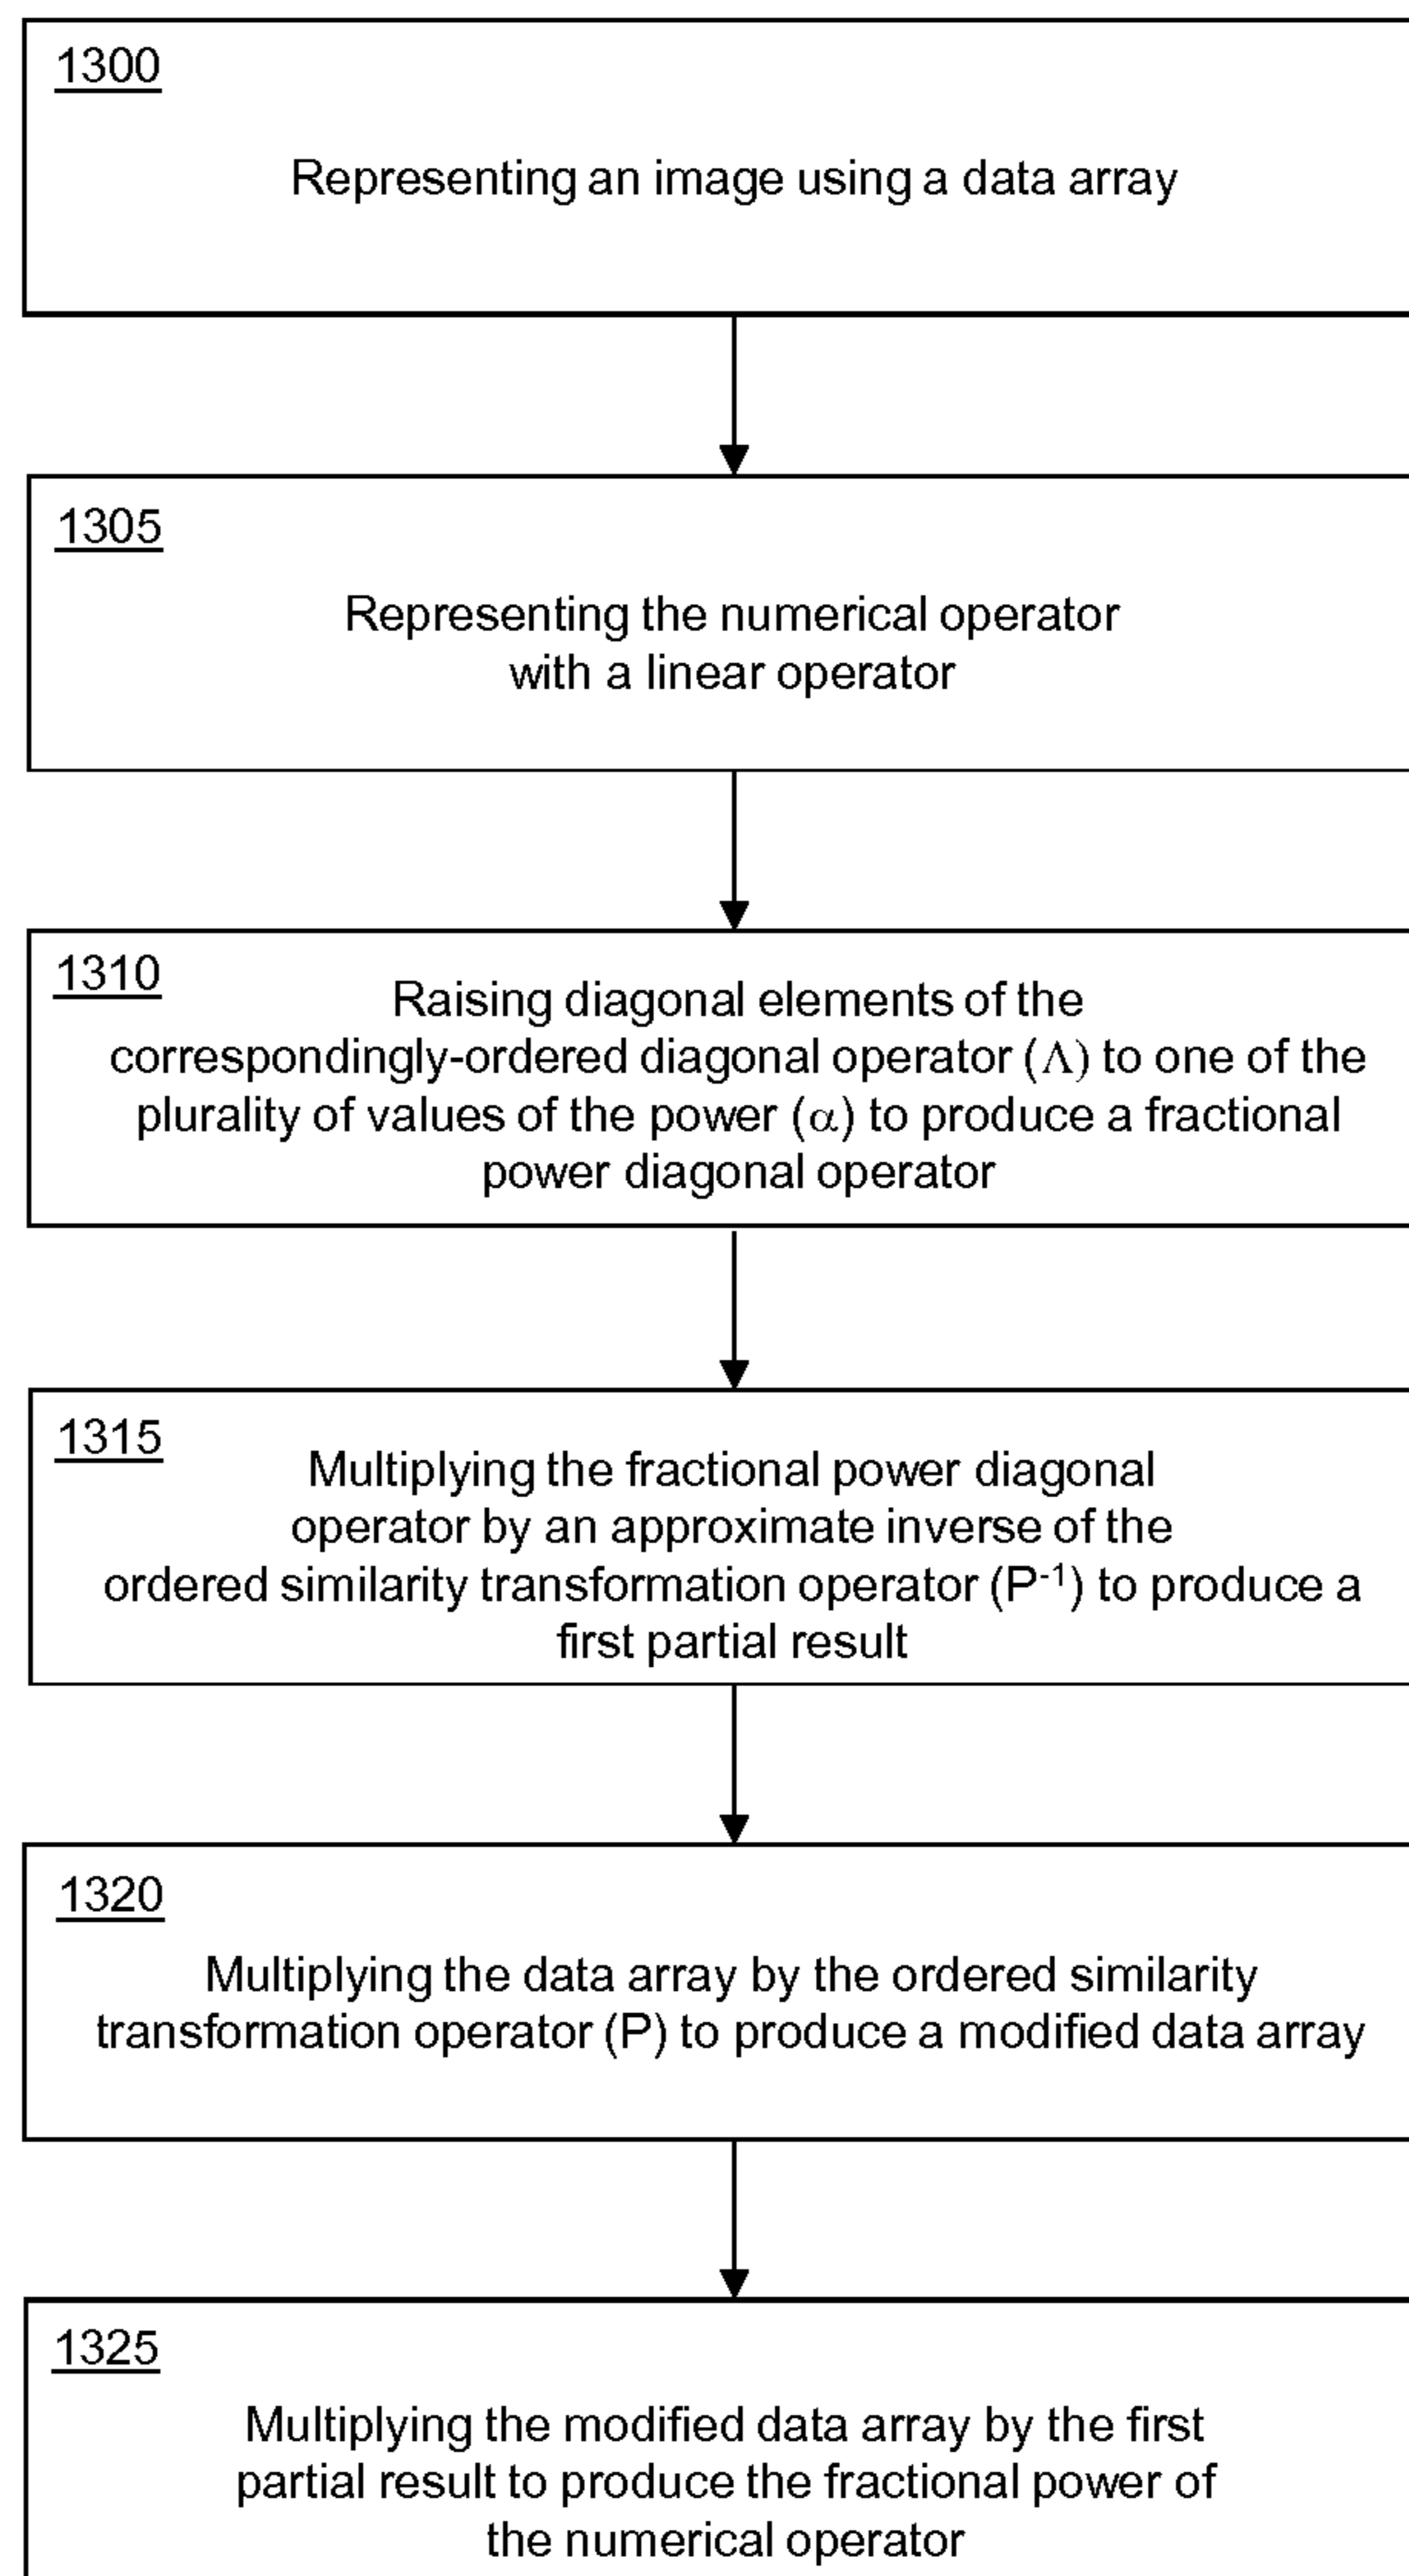 1300
Representing an image using a data array
1305
Representing the numerical operator
with a linear operator
1310
Raising diagonal elements of the
correspondingly-ordered diagonal operator (Λ) to one of the
plurality of values of the power (α) to produce a fractional
power diagonal operator
1315
Multiplying the fractional power diagonal
operator by an approximate inverse of the
ordered similarity transformation operator (P⁻¹) to produce a
first partial result
1320
Multiplying the data array by the ordered similarity
transformation operator (P) to produce a modified data array
1325
Multiplying the modified data array by the first
partial result to produce the fractional power of
the numerical operator